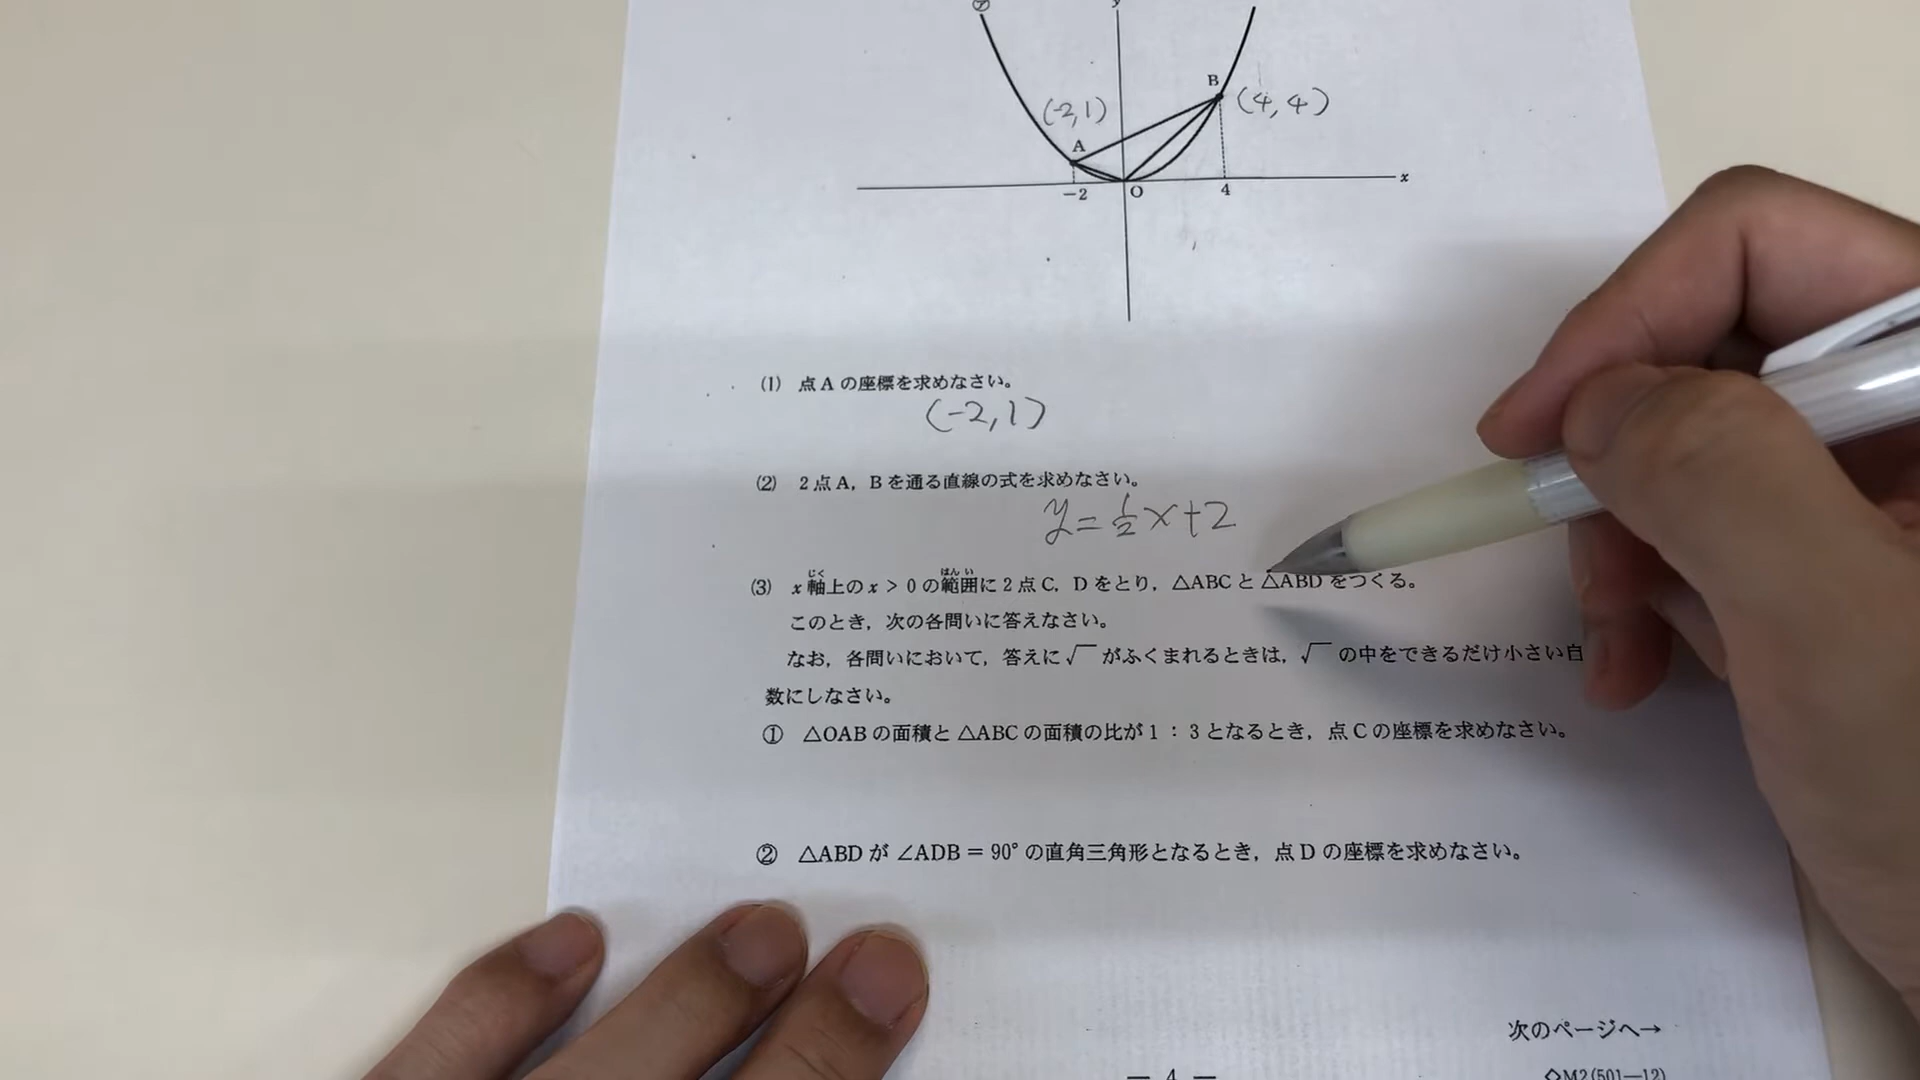 ㋐
y
B
(4, 4)
(-2, 1)
A
-2
O
4
x
(1) 点Aの座標を求めなさい。
(-2, 1)
(2) 2点A，Bを通る直線の式を求めなさい。
y=1/2x+2
(3) x軸上のx > 0の範囲に2点C，Dをとり，△ABCと△ABDをつくる。
じく はんい
このとき，次の各問いに答えなさい。
なお，各問いにおいて，答えに√がふくまれるときは，√の中をできるだけ小さい自
数にしなさい。
① △OABの面積と△ABCの面積の比が1：3となるとき，点Cの座標を求めなさい。
② △ABDが∠ADB＝90°の直角三角形となるとき，点Dの座標を求めなさい。
次のページへ→
— 4 —
◇M2(501—12)